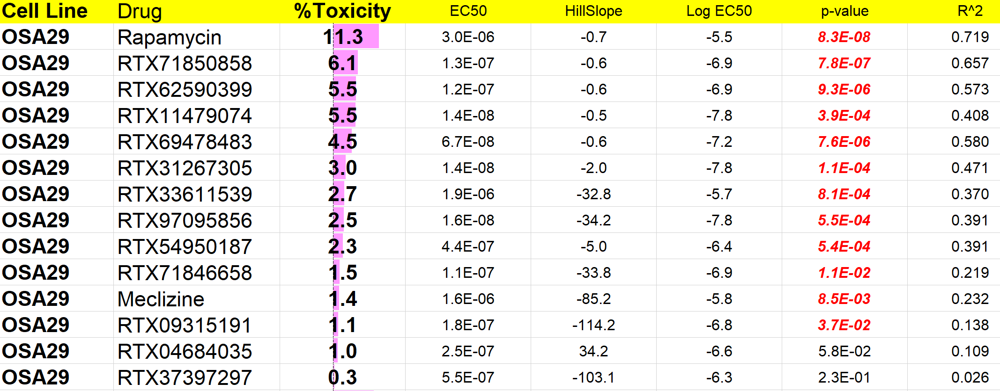 Cell Line Drug %Toxicity EC50 HillSlope Log EC50 p-value R^2
OSA29 Rapamycin 11.3 3.0E-06 -0.7 -5.5 8.3E-08 0.719
OSA29 RTX71850858 6.1 1.3E-07 -0.6 -6.9 7.8E-07 0.657
OSA29 RTX62590399 5.5 1.2E-07 -0.6 -6.9 9.3E-06 0.573
OSA29 RTX11479074 5.5 1.4E-08 -0.5 -7.8 3.9E-04 0.408
OSA29 RTX69478483 4.5 6.7E-08 -0.6 -7.2 7.6E-06 0.580
OSA29 RTX31267305 3.0 1.4E-08 -2.0 -7.8 1.1E-04 0.471
OSA29 RTX33611539 2.7 1.9E-06 -32.8 -5.7 8.1E-04 0.370
OSA29 RTX97095856 2.5 1.6E-08 -34.2 -7.8 5.5E-04 0.391
OSA29 RTX54950187 2.3 4.4E-07 -5.0 -6.4 5.4E-04 0.391
OSA29 RTX71846658 1.5 1.1E-07 -33.8 -6.9 1.1E-02 0.219
OSA29 Meclizine 1.4 1.6E-06 -85.2 -5.8 8.5E-03 0.232
OSA29 RTX09315191 1.1 1.8E-07 -114.2 -6.8 3.7E-02 0.138
OSA29 RTX04684035 1.0 2.5E-07 34.2 -6.6 5.8E-02 0.109
OSA29 RTX37397297 0.3 5.5E-07 -103.1 -6.3 2.3E-01 0.026